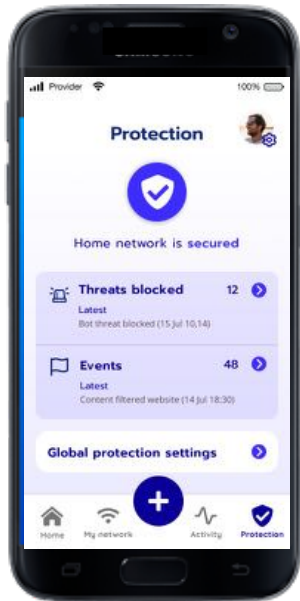 Provider
100%
Protection
Home network is secured
Threats blocked 12
Latest
Bot threat blocked (15 Jul 10,14)
Events 48
Latest
Content filtered website (14 Jul 18:30)
Global protection settings
Home My network Activity Protection